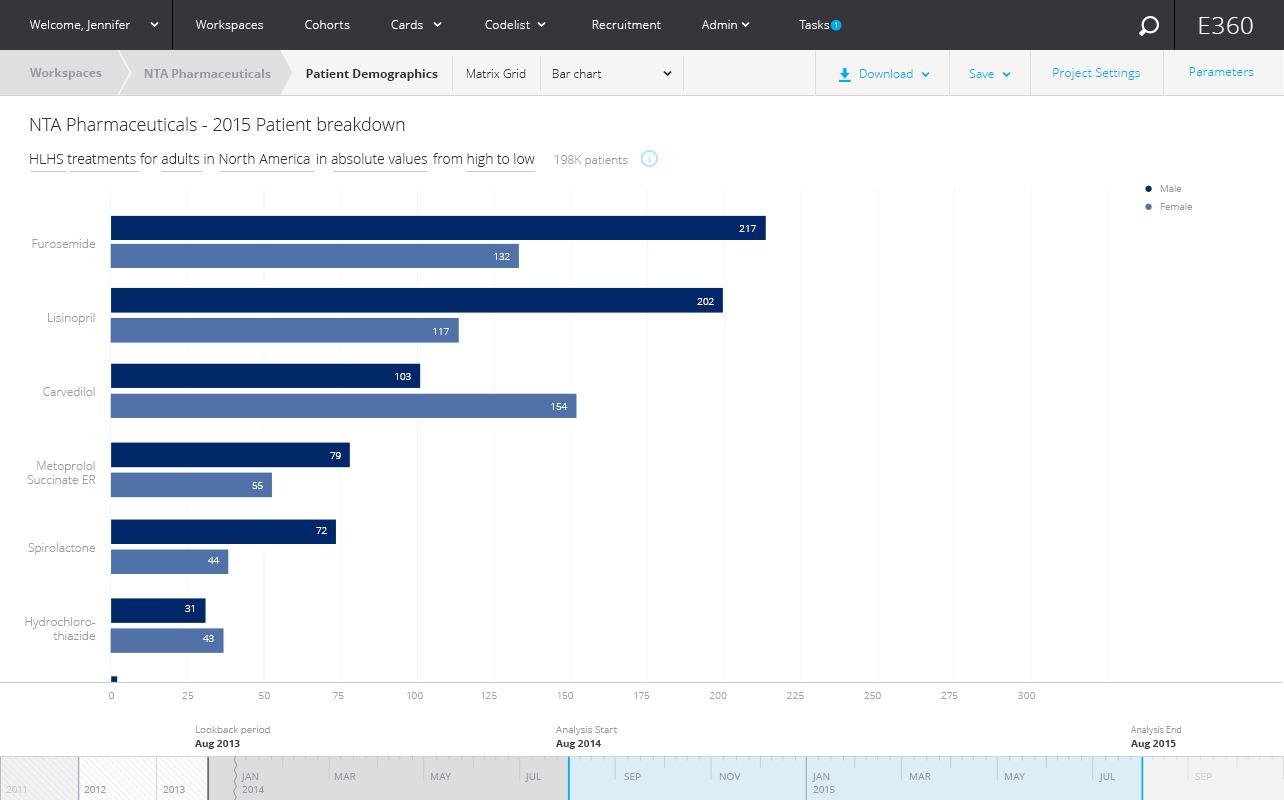 Welcome, Jennifer Workspaces Cohorts Cards Codelist Recruitment Admin Tasks E360
Workspaces NTA Pharmaceuticals Patient Demographics Matrix Grid Bar chart Download Save Project Settings Parameters
NTA Pharmaceuticals - 2015 Patient breakdown
HLHS treatments for adults in North America in absolute values from high to low 198K patients
Male
Female
Furosemide
217
132
Lisinopril
202
117
Carvedilol
103
154
Metoprolol
Succinate ER
79
55
Spirolactone
72
44
Hydrochloro-
thiazide
31
43
0 25 50 75 100 125 150 175 200 225 250 275 300
Lookback period Analysis Start Analysis End
Aug 2013 Aug 2014 Aug 2015
JAN MAR MAY JUL SEP NOV JAN MAR MAY JUL SEP
2011 2012 2013 2014 2015